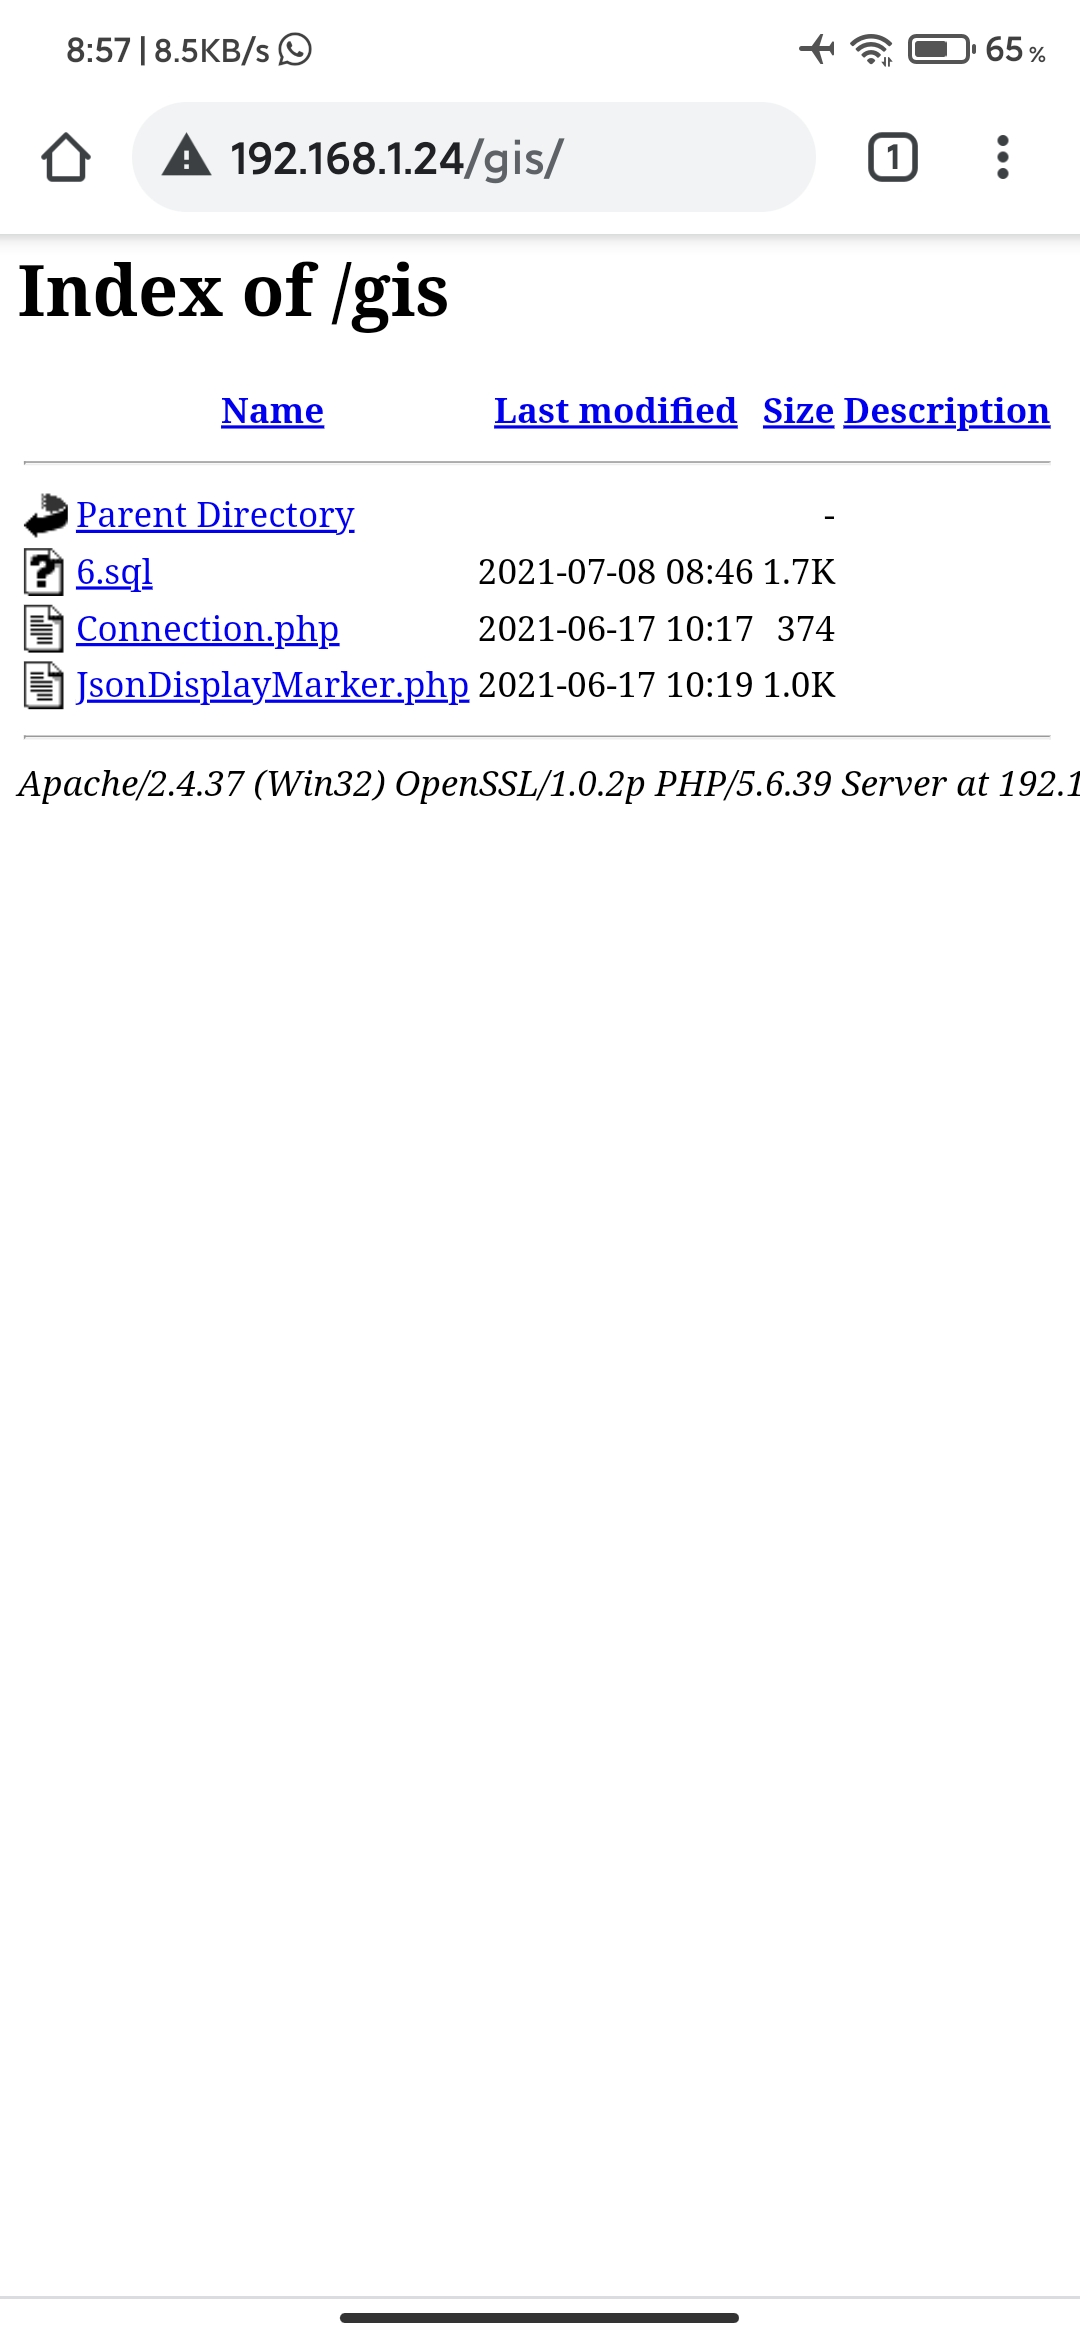 8:57 | 8.5KB/s 65 %
192.168.1.24/gis/ 1
Index of /gis
Name Last modified Size Description
Parent Directory -
6.sql 2021-07-08 08:46 1.7K
Connection.php 2021-06-17 10:17 374
JsonDisplayMarker.php 2021-06-17 10:19 1.0K
Apache/2.4.37 (Win32) OpenSSL/1.0.2p PHP/5.6.39 Server at 192.1